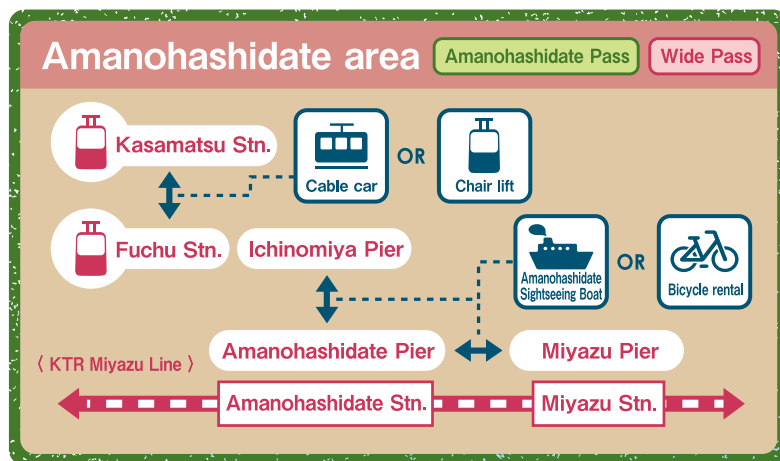 Amanohashidate area
Amanohashidate Pass
Wide Pass
Kasamatsu Stn.
Cable car
OR
Chair lift
Fuchu Stn.
Ichinomiya Pier
Amanohashidate
Sightseeing Boat
OR
Bicycle rental
Amanohashidate Pier
Miyazu Pier
〈 KTR Miyazu Line 〉
Amanohashidate Stn.
Miyazu Stn.